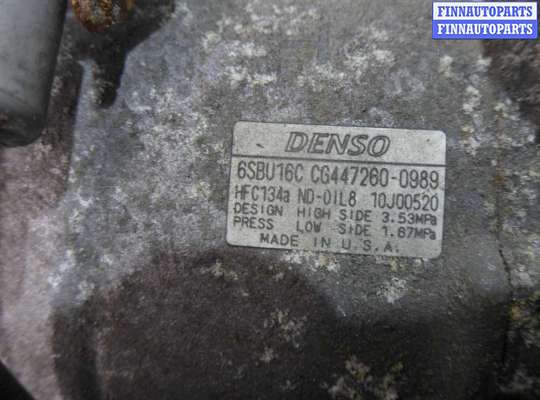 FINNAUTOPARTS
FINNAUTOPARTS
DENSO
6SBU16C CG447260-0989
HFC134a ND-OIL8 10J00520
DESIGN HIGH SIDE 3.53MPa
PRESS LOW SIDE 1.67MPa
MADE IN U.S.A.